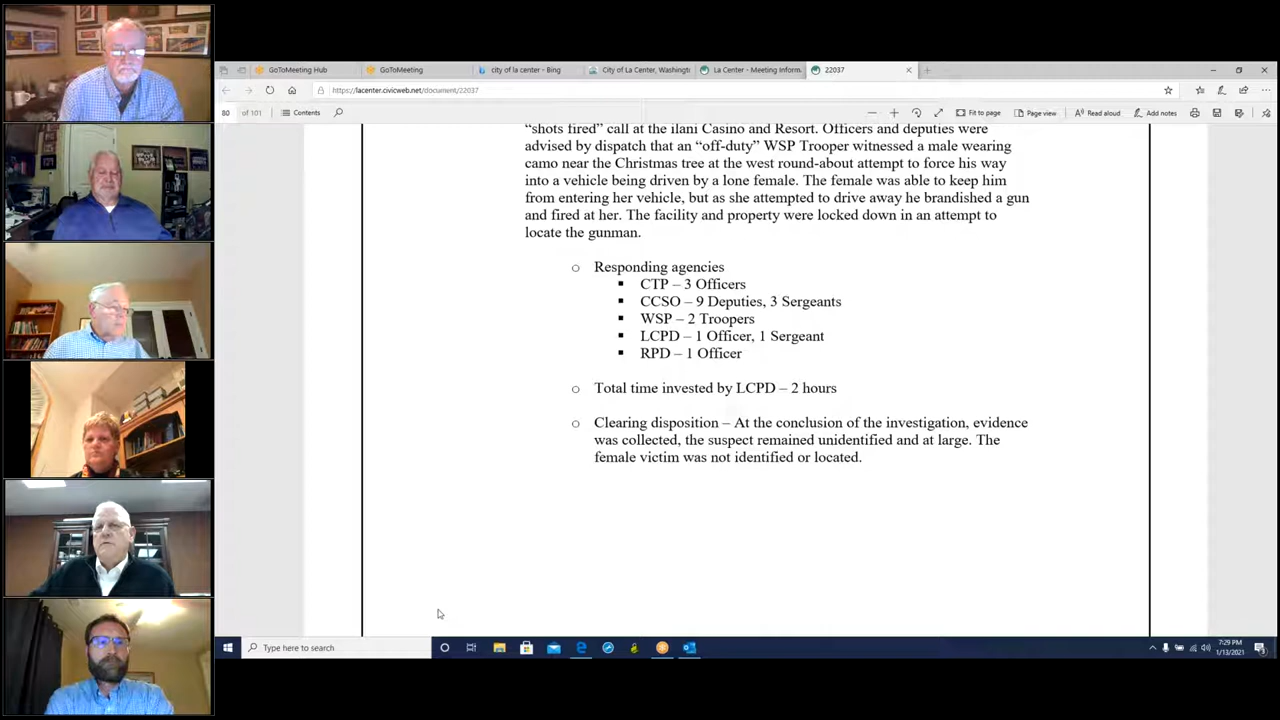 GoToMeeting Hub
GoToMeeting
city of la center - Bing
City of La Center, Washingt
La Center - Meeting Inform
22037
https://lacenter.civicweb.net/document/22037
80 of 101
Contents
Fit to page
Page view
Read aloud
Add notes
“shots fired” call at the ilani Casino and Resort. Officers and deputies were
advised by dispatch that an “off-duty” WSP Trooper witnessed a male wearing
camo near the Christmas tree at the west round-about attempt to force his way
into a vehicle being driven by a lone female. The female was able to keep him
from entering her vehicle, but as she attempted to drive away he brandished a gun
and fired at her. The facility and property were locked down in an attempt to
locate the gunman.
o Responding agencies
▪ CTP – 3 Officers
▪ CCSO – 9 Deputies, 3 Sergeants
▪ WSP – 2 Troopers
▪ LCPD – 1 Officer, 1 Sergeant
▪ RPD – 1 Officer
o Total time invested by LCPD – 2 hours
o Clearing disposition – At the conclusion of the investigation, evidence
was collected, the suspect remained unidentified and at large. The
female victim was not identified or located.
Type here to search
7:29 PM
1/13/2021